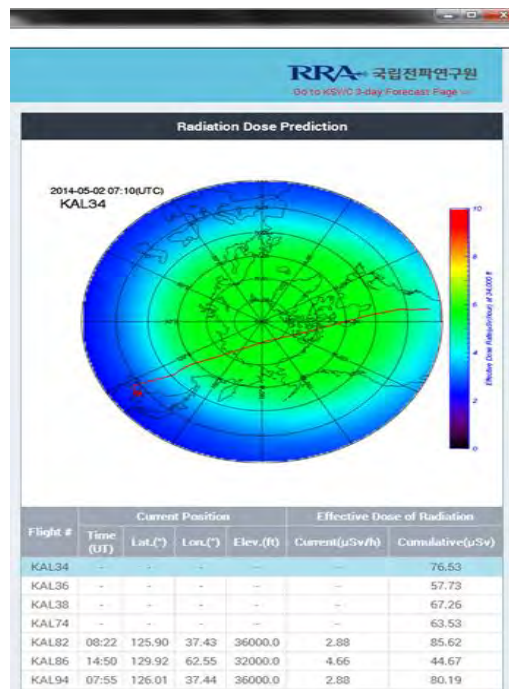 RRA 국립전파연구원
Go to KSWC 3-day Forecast Page
Radiation Dose Prediction
2014-05-02 07:10(UTC)
KAL34
10
8
6
4
2
0
Effective Dose Rate(uSv/hour) at 34,000 ft
Current Position Effective Dose of Radiation
Flight # Time (UT) Lat.(°) Lon.(°) Elev.(ft) Current(μSv/h) Cumulative(μSv)
KAL34 - - - - - 76.53
KAL36 - - - - - 57.73
KAL38 - - - - - 67.26
KAL74 - - - - - 63.53
KAL82 08:22 125.90 37.43 36000.0 2.88 85.62
KAL86 14:50 129.92 62.55 32000.0 4.66 44.67
KAL94 07:55 126.01 37.44 36000.0 2.88 80.19